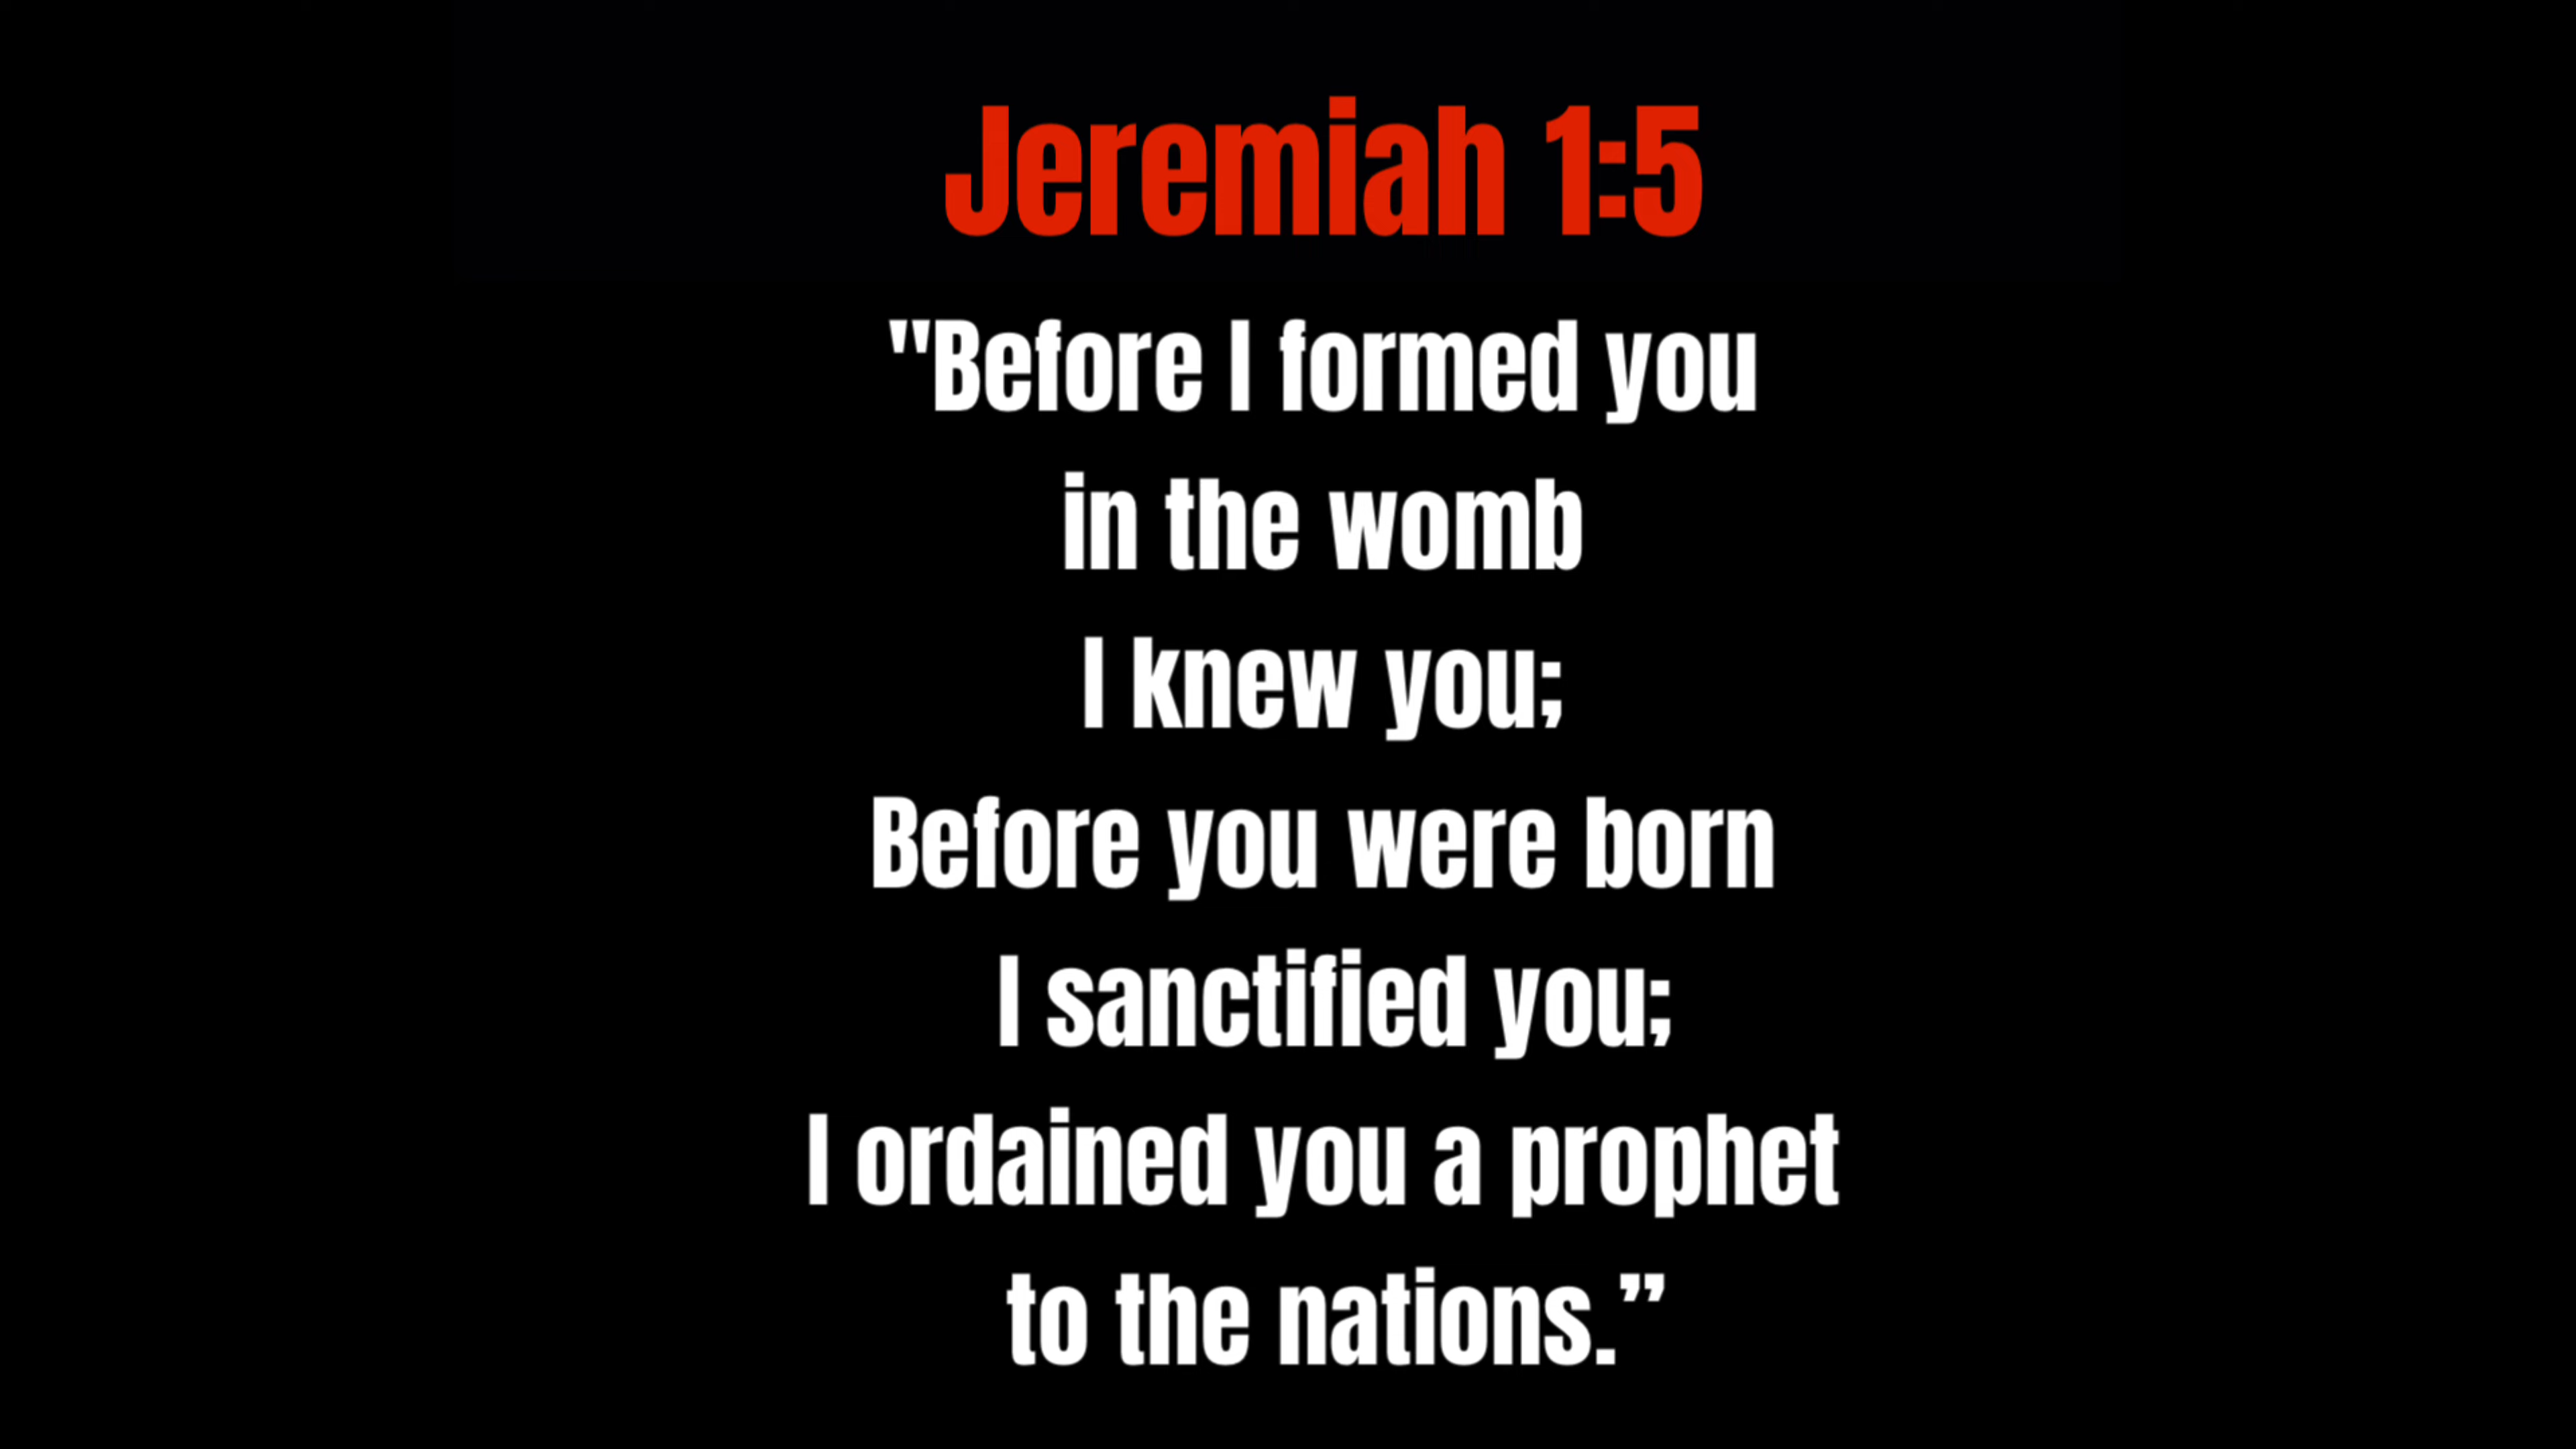 Jeremiah 1:5
"Before I formed you
in the womb
I knew you;
Before you were born
I sanctified you;
I ordained you a prophet
to the nations.”